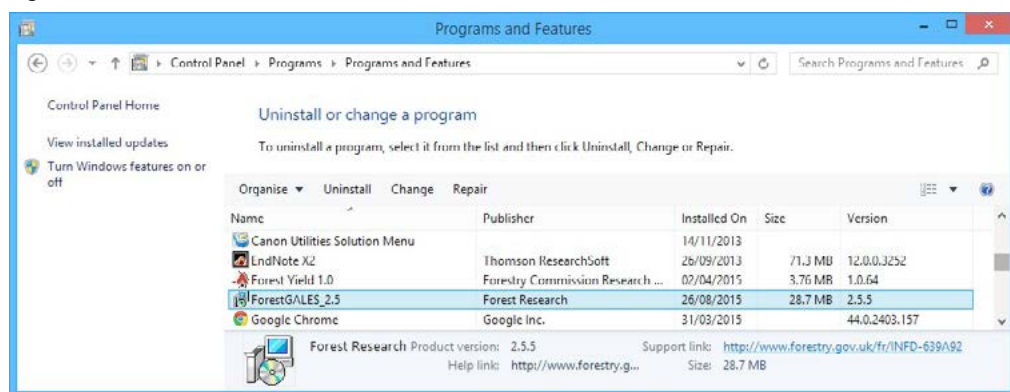 Programs and Features
Control Panel ▸ Programs ▸ Programs and Features
Search Programs and Features
Control Panel Home
View installed updates
Turn Windows features on or
off
Uninstall or change a program
To uninstall a program, select it from the list and then click Uninstall, Change or Repair.
Organise Uninstall Change Repair
Name Publisher Installed On Size Version
Canon Utilities Solution Menu 14/11/2013
EndNote X2 Thomson ResearchSoft 26/09/2013 71.3 MB 12.0.0.3252
Forest Yield 1.0 Forestry Commission Research ... 02/04/2015 3.76 MB 1.0.64
ForestGALES_2.5 Forest Research 26/08/2015 28.7 MB 2.5.5
Google Chrome Google Inc. 31/03/2015 44.0.2403.157
Forest Research Product version: 2.5.5 Support link: http://www.forestry.gov.uk/fr/INFD-639A92
Help link: http://www.forestry.g... Size: 28.7 MB